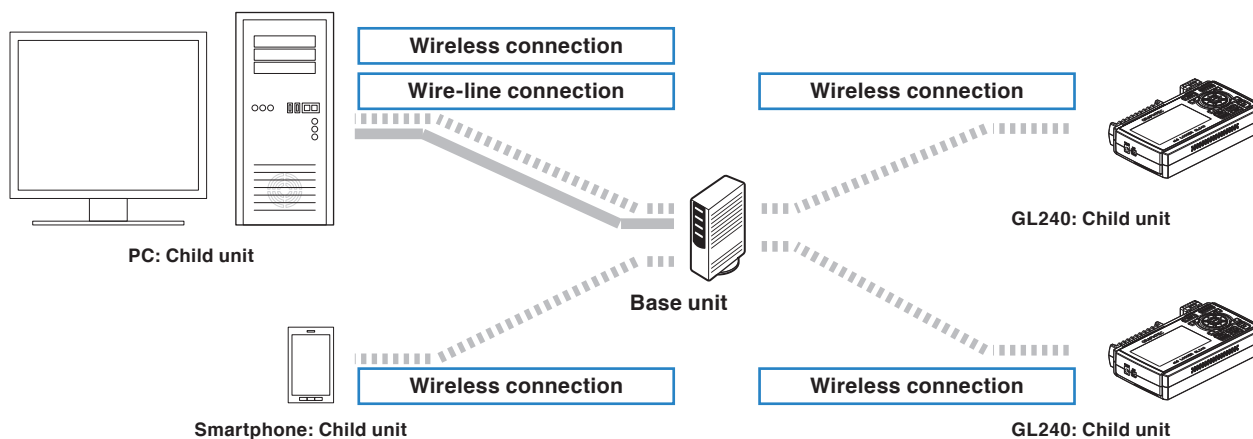 Wireless connection
Wire-line connection
Wireless connection
PC: Child unit
GL240: Child unit
Base unit
Wireless connection
Wireless connection
Smartphone: Child unit
GL240: Child unit